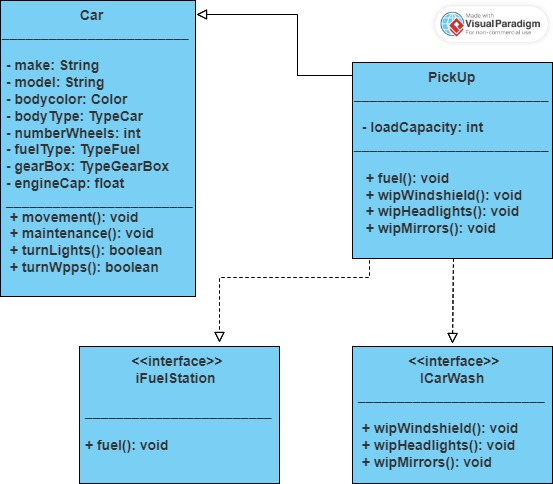 Car
- make: String
- model: String
- bodycolor: Color
- bodyType: TypeCar
- numberWheels: int
- fuelType: TypeFuel
- gearBox: TypeGearBox
- engineCap: float
+ movement(): void
+ maintenance(): void
+ turnLights(): boolean
+ turnWpps(): boolean
Made with
Visual Paradigm
For non-commercial use
PickUp
- loadCapacity: int
+ fuel(): void
+ wipWindshield(): void
+ wipHeadlights(): void
+ wipMirrors(): void
<<interface>>
iFuelStation
+ fuel(): void
<<interface>>
ICarWash
+ wipWindshield(): void
+ wipHeadlights(): void
+ wipMirrors(): void